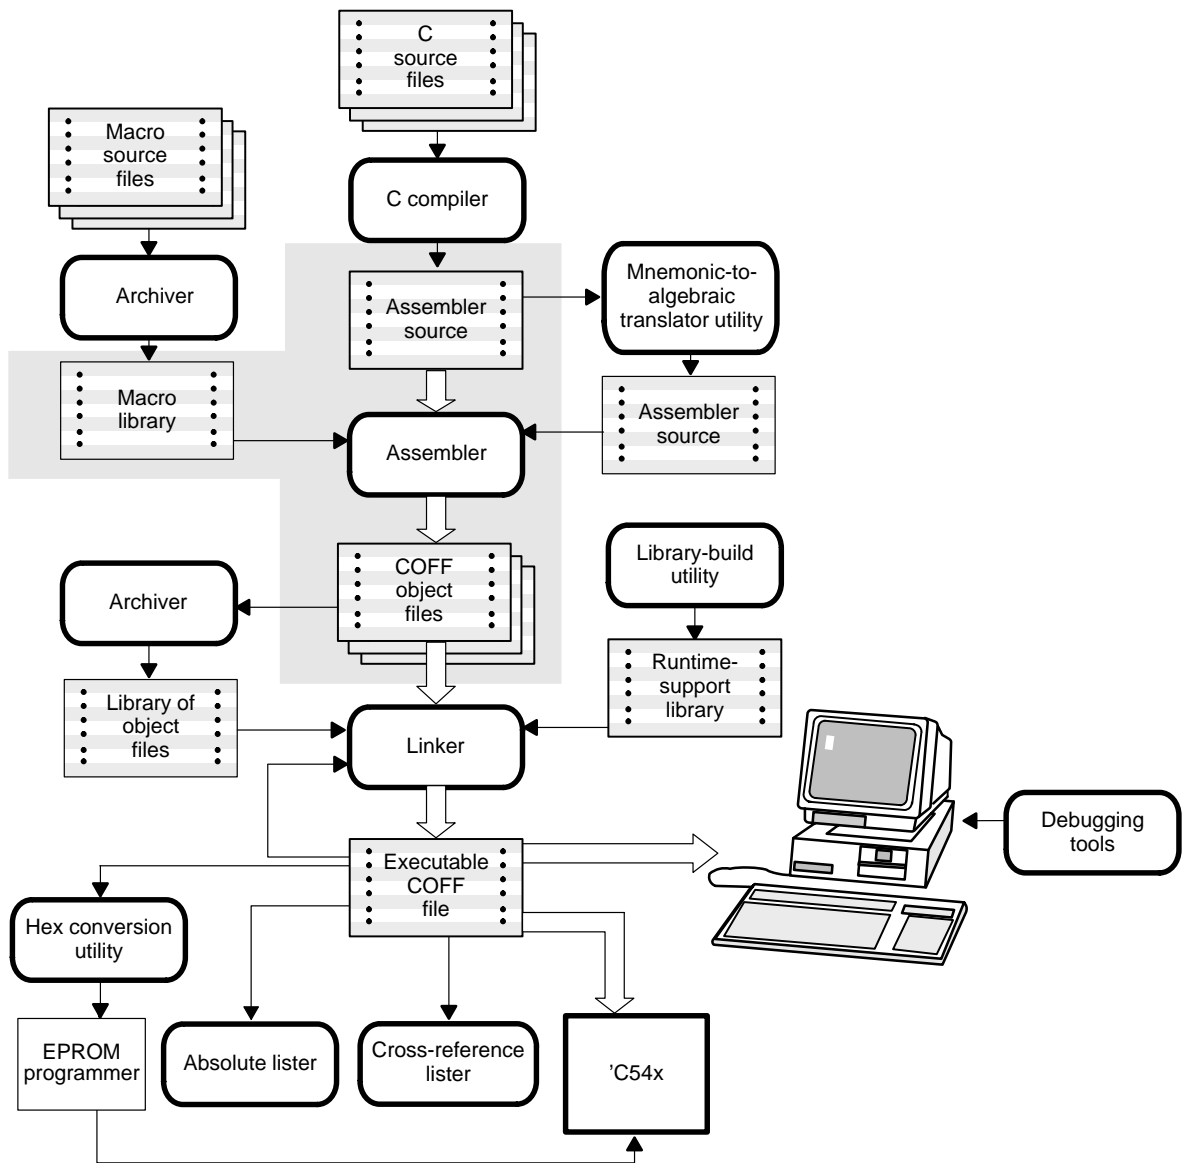 C
source
files
Macro
source
files
C compiler
Archiver
Assembler
source
Mnemonic-to-
algebraic
translator utility
Macro
library
Assembler
source
Assembler
COFF
object
files
Library-build
utility
Archiver
Runtime-
support
library
Library of
object
files
Linker
Debugging
tools
Executable
COFF
file
Hex conversion
utility
EPROM
programmer
Absolute lister
Cross-reference
lister
’C54x